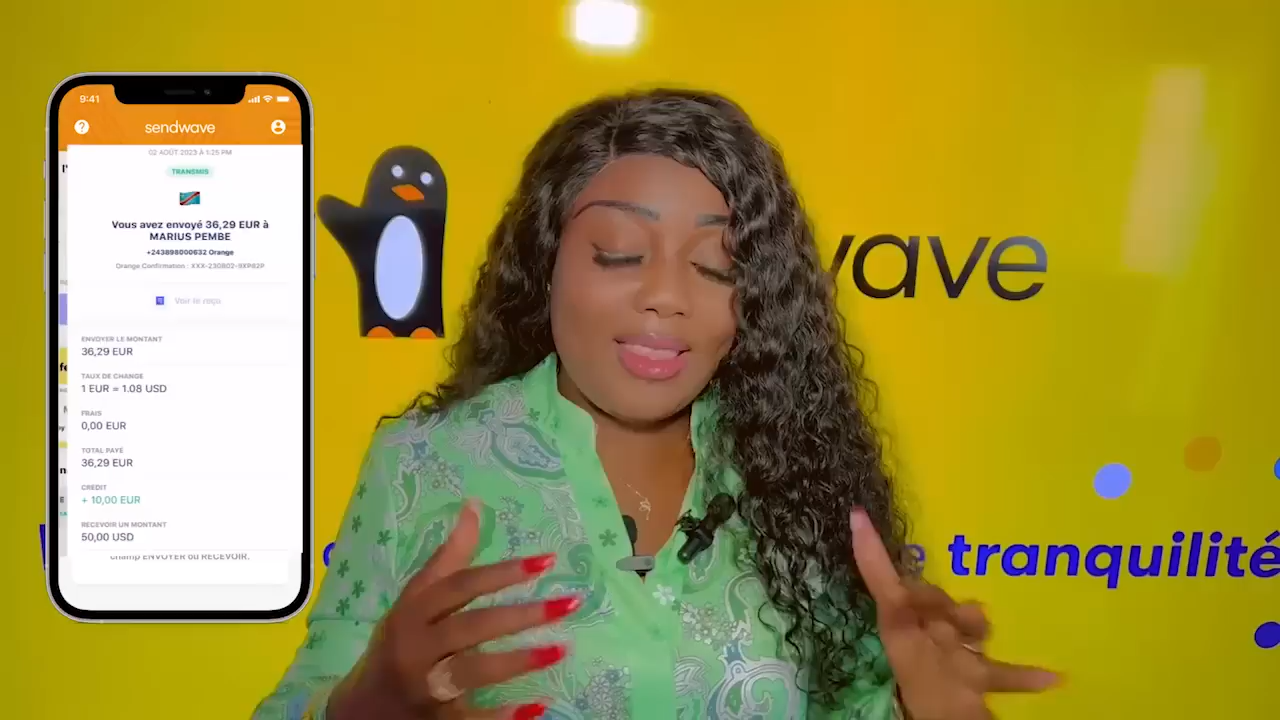 9:41
sendwave
02 AOÛT 2023 À 1:25 PM
TRANSMIS
Vous avez envoyé 36,29 EUR à
MARIUS PEMBE
+243898000632 Orange
Orange Confirmation : XXX-230802-9XP82P
Voir le reçu
ENVOYER LE MONTANT
36,29 EUR
TAUX DE CHANGE
1 EUR = 1.08 USD
FRAIS
0,00 EUR
TOTAL PAYÉ
36,29 EUR
CREDIT
+ 10,00 EUR
RECEVOIR UN MONTANT
50,00 USD
champ ENVOYER ou RECEVOIR.
wave
e tranquilité